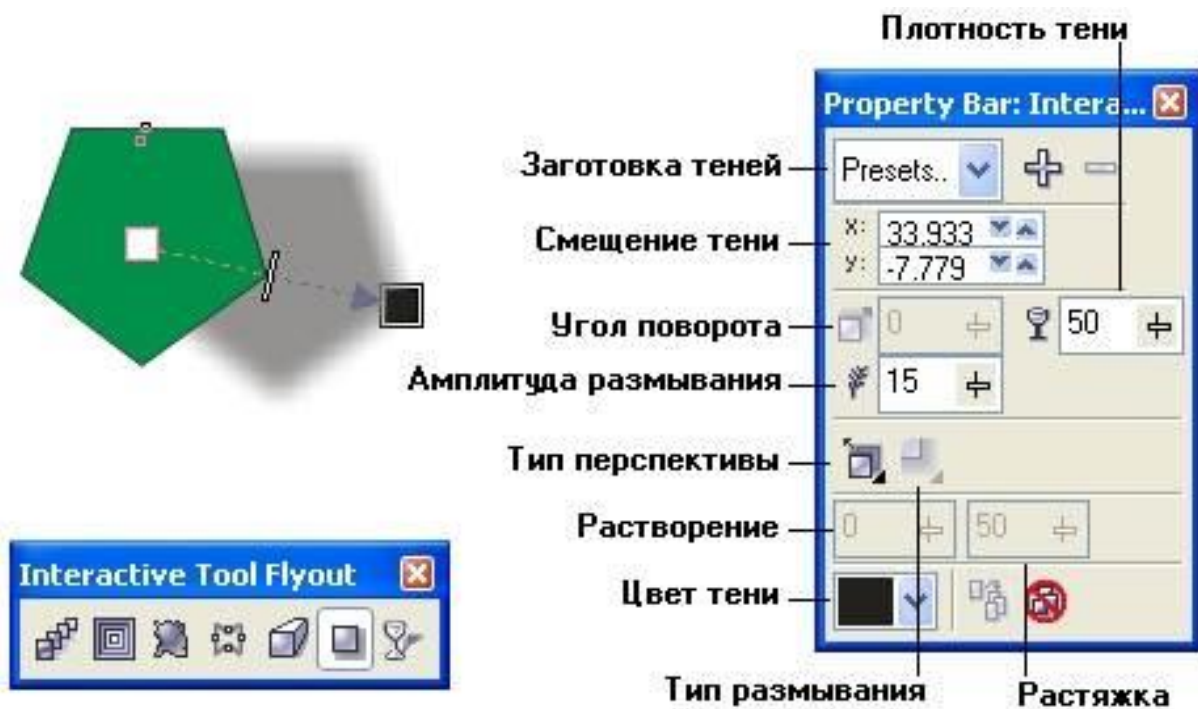 Плотность тени
Property Bar: Intera...
Заготовка теней
Presets..
Смещение тени
x: 33.933
y: -7.779
Угол поворота
0
50
Амплитуда размывания
15
Тип перспективы
Растворение
0
50
Interactive Tool Flyout
Цвет тени
Тип размывания
Растяжка